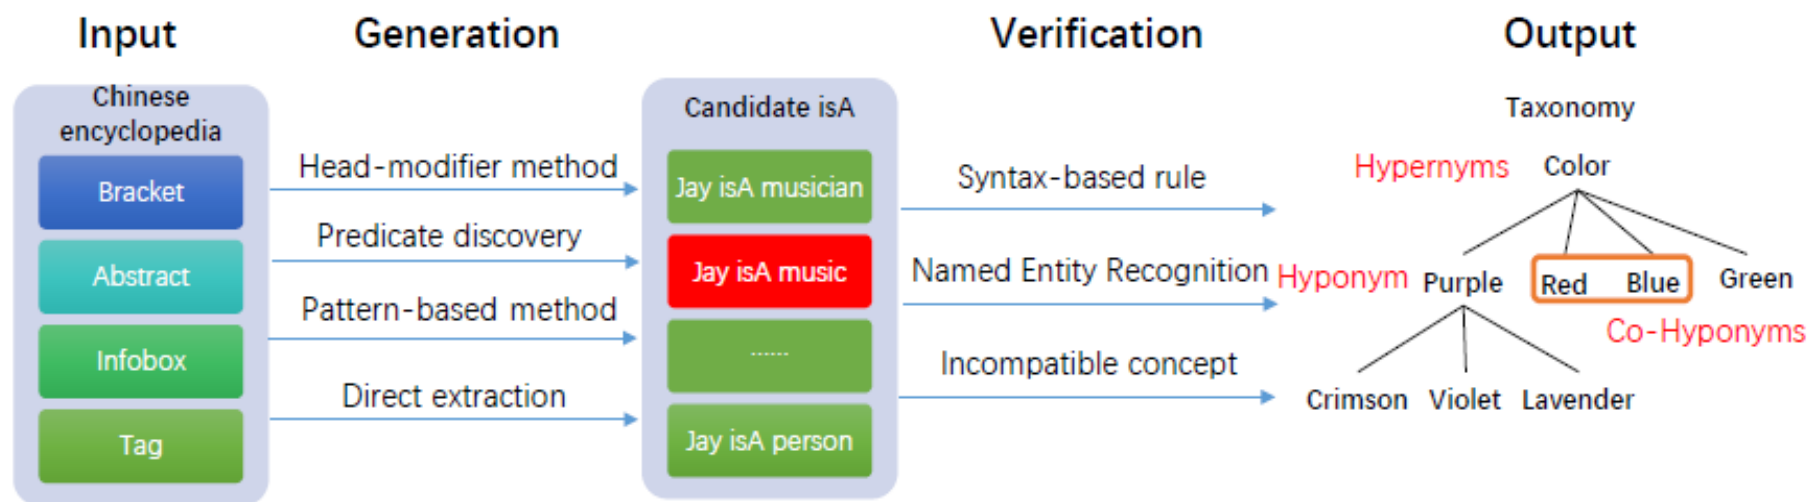 Input
Generation
Verification
Output
Chinese
encyclopedia
Bracket
Abstract
Infobox
Tag
Head-modifier method
Predicate discovery
Pattern-based method
Direct extraction
Candidate isA
Jay isA musician
Jay isA music
......
Jay isA person
Syntax-based rule
Named Entity Recognition
Incompatible concept
Taxonomy
Hypernyms Color
Hyponym Purple Red Blue Green
Co-Hyponyms
Crimson Violet Lavender